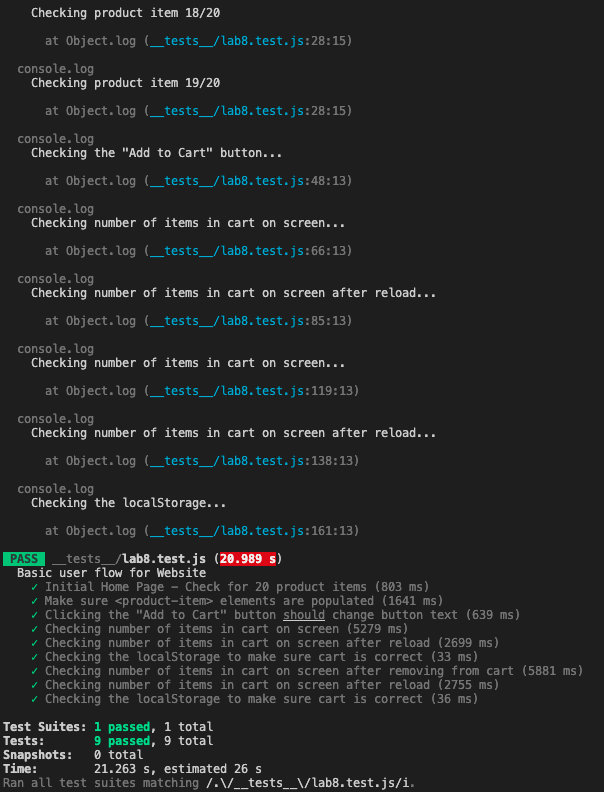 Checking product item 18/20
at Object.log (__tests__/lab8.test.js:28:15)
console.log
Checking product item 19/20
at Object.log (__tests__/lab8.test.js:28:15)
console.log
Checking the "Add to Cart" button...
at Object.log (__tests__/lab8.test.js:48:13)
console.log
Checking number of items in cart on screen...
at Object.log (__tests__/lab8.test.js:66:13)
console.log
Checking number of items in cart on screen after reload...
at Object.log (__tests__/lab8.test.js:85:13)
console.log
Checking number of items in cart on screen...
at Object.log (__tests__/lab8.test.js:119:13)
console.log
Checking number of items in cart on screen after reload...
at Object.log (__tests__/lab8.test.js:138:13)
console.log
Checking the localStorage...
at Object.log (__tests__/lab8.test.js:161:13)
PASS __tests__/lab8.test.js (20.989 s)
Basic user flow for Website
✓ Initial Home Page - Check for 20 product items (803 ms)
✓ Make sure <product-item> elements are populated (1641 ms)
✓ Clicking the "Add to Cart" button should change button text (639 ms)
✓ Checking number of items in cart on screen (5279 ms)
✓ Checking number of items in cart on screen after reload (2699 ms)
✓ Checking the localStorage to make sure cart is correct (33 ms)
✓ Checking number of items in cart on screen after removing from cart (5881 ms)
✓ Checking number of items in cart on screen after reload (2755 ms)
✓ Checking the localStorage to make sure cart is correct (36 ms)
Test Suites: 1 passed, 1 total
Tests: 9 passed, 9 total
Snapshots: 0 total
Time: 21.263 s, estimated 26 s
Ran all test suites matching /.\/__tests__\/lab8.test.js/i.